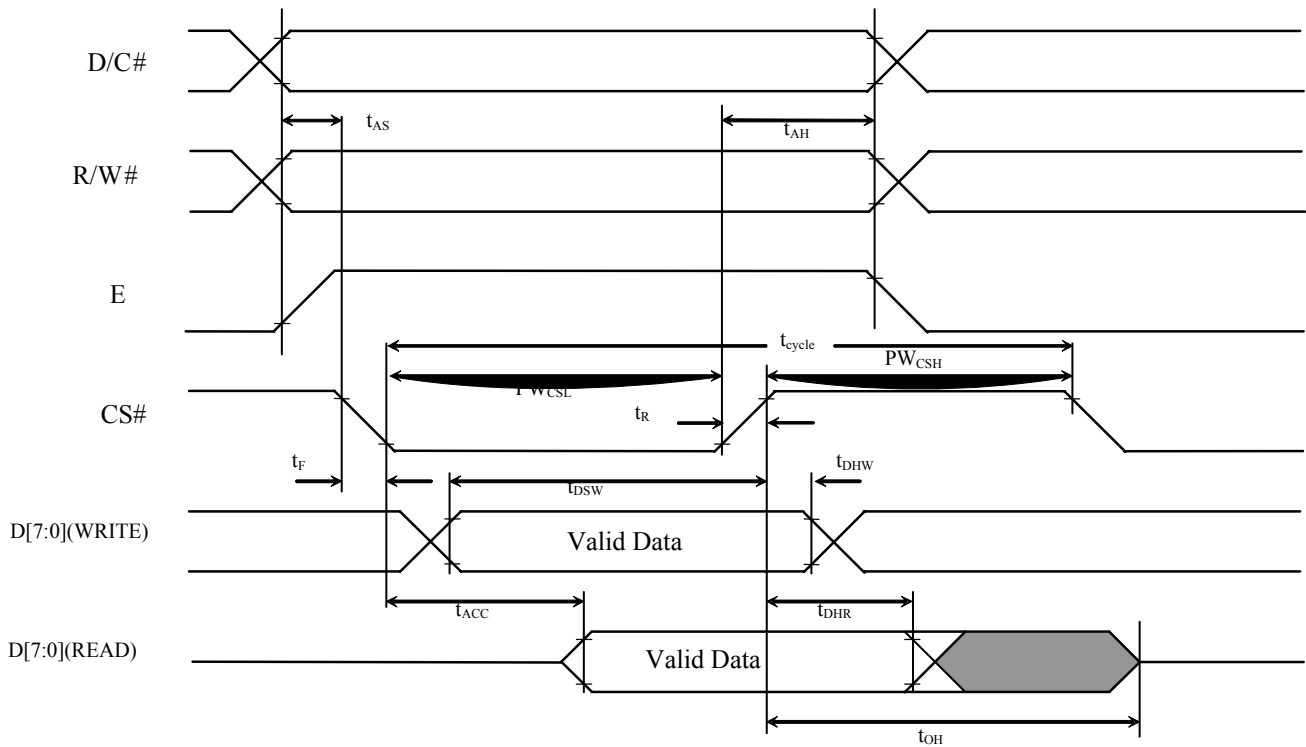 D/C#
tAS
tAH
R/W#
E
tcycle
PWCSH
PWCSL
CS#
tR
tF
tDHW
tDSW
D[7:0](WRITE)
Valid Data
tACC
tDHR
D[7:0](READ)
Valid Data
tOH